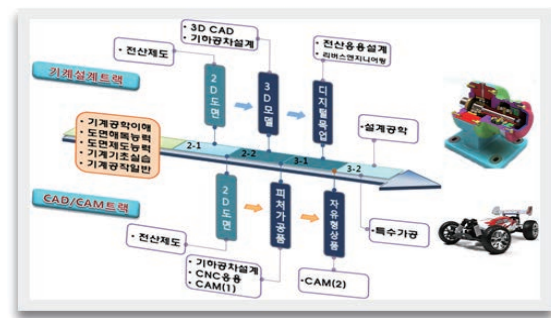 •3D CAD
•기하공차설계
•전산제도
•전산응용설계
•리버스엔지니어링
기계설계트랙
2D도면
3D모델
디지털목업
•기계공학이해
•도면해독능력
•도면제도능력
•기계기초실습
•기계공작일반
•설계공학
2-1
2-2
3-1
3-2
CAD/CAM트랙
2D도면
피처가공품
자유형상품
•전산제도
•특수가공
•기하공차설계
•CNC응용
•CAM(1)
•CAM(2)